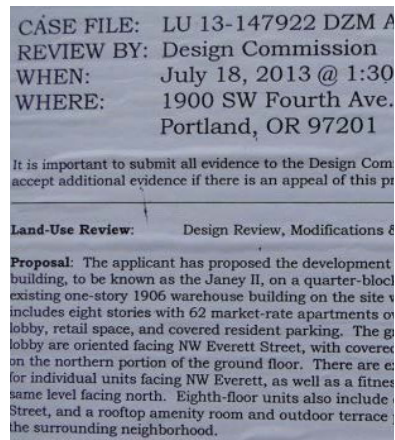 CASE FILE: LU 13-147922 DZM A
REVIEW BY: Design Commission
WHEN: July 18, 2013 @ 1:30
WHERE: 1900 SW Fourth Ave.
Portland, OR 97201
It is important to submit all evidence to the Design Com
accept additional evidence if there is an appeal of this pr
Land-Use Review: Design Review, Modifications &
Proposal: The applicant has proposed the development
building, to be known as the Janey II, on a quarter-block
existing one-story 1906 warehouse building on the site
includes eight stories with 62 market-rate apartments ov
lobby, retail space, and covered resident parking. The g
lobby are oriented facing NW Everett Street, with covered
on the northern portion of the ground floor. There are ex
for individual units facing NW Everett, as well as a fitnes
same level facing north. Eighth-floor units also include
Street, and a rooftop amenity room and outdoor terrace
the surrounding neighborhood.